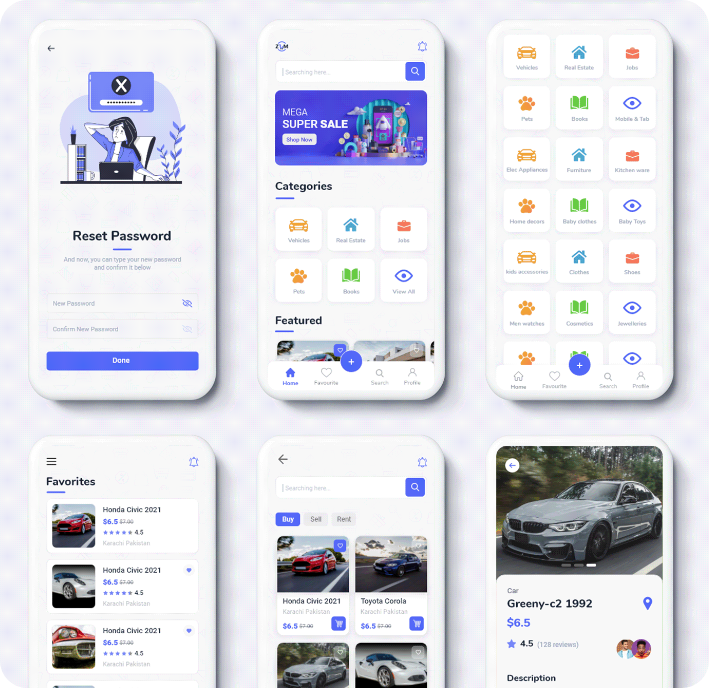 Reset Password
And now, you can type your new password
and confirm it below
New Password
Confirm New Password
Done
ZUM
Searching here...
MEGA
SUPER SALE
Shop Now
Categories
Vehicles
Real Estate
Jobs
Pets
Books
View All
Featured
Home
Favourite
Search
Profile
Vehicles
Real Estate
Jobs
Pets
Books
Mobile & Tab
Elec Appliances
Furniture
Kitchen ware
Home decors
Baby clothes
Baby Toys
kids accessories
Clothes
Shoes
Men watches
Cosmetics
Jewelleries
Home
Favourite
Search
Profile
Favorites
Honda Civic 2021
$6.5 $7.00
4.5
Karachi Pakistan
Honda Civic 2021
$6.5 $7.00
4.5
Karachi Pakistan
Honda Civic 2021
$6.5 $7.00
4.5
Karachi Pakistan
Searching here...
Buy
Sell
Rent
Honda Civic 2021
Karachi Pakistan
$6.5 $7.00
Toyota Corola
Karachi Pakistan
$6.5 $7.00
Car
Greeny-c2 1992
$6.5
4.5 (128 reviews)
Description